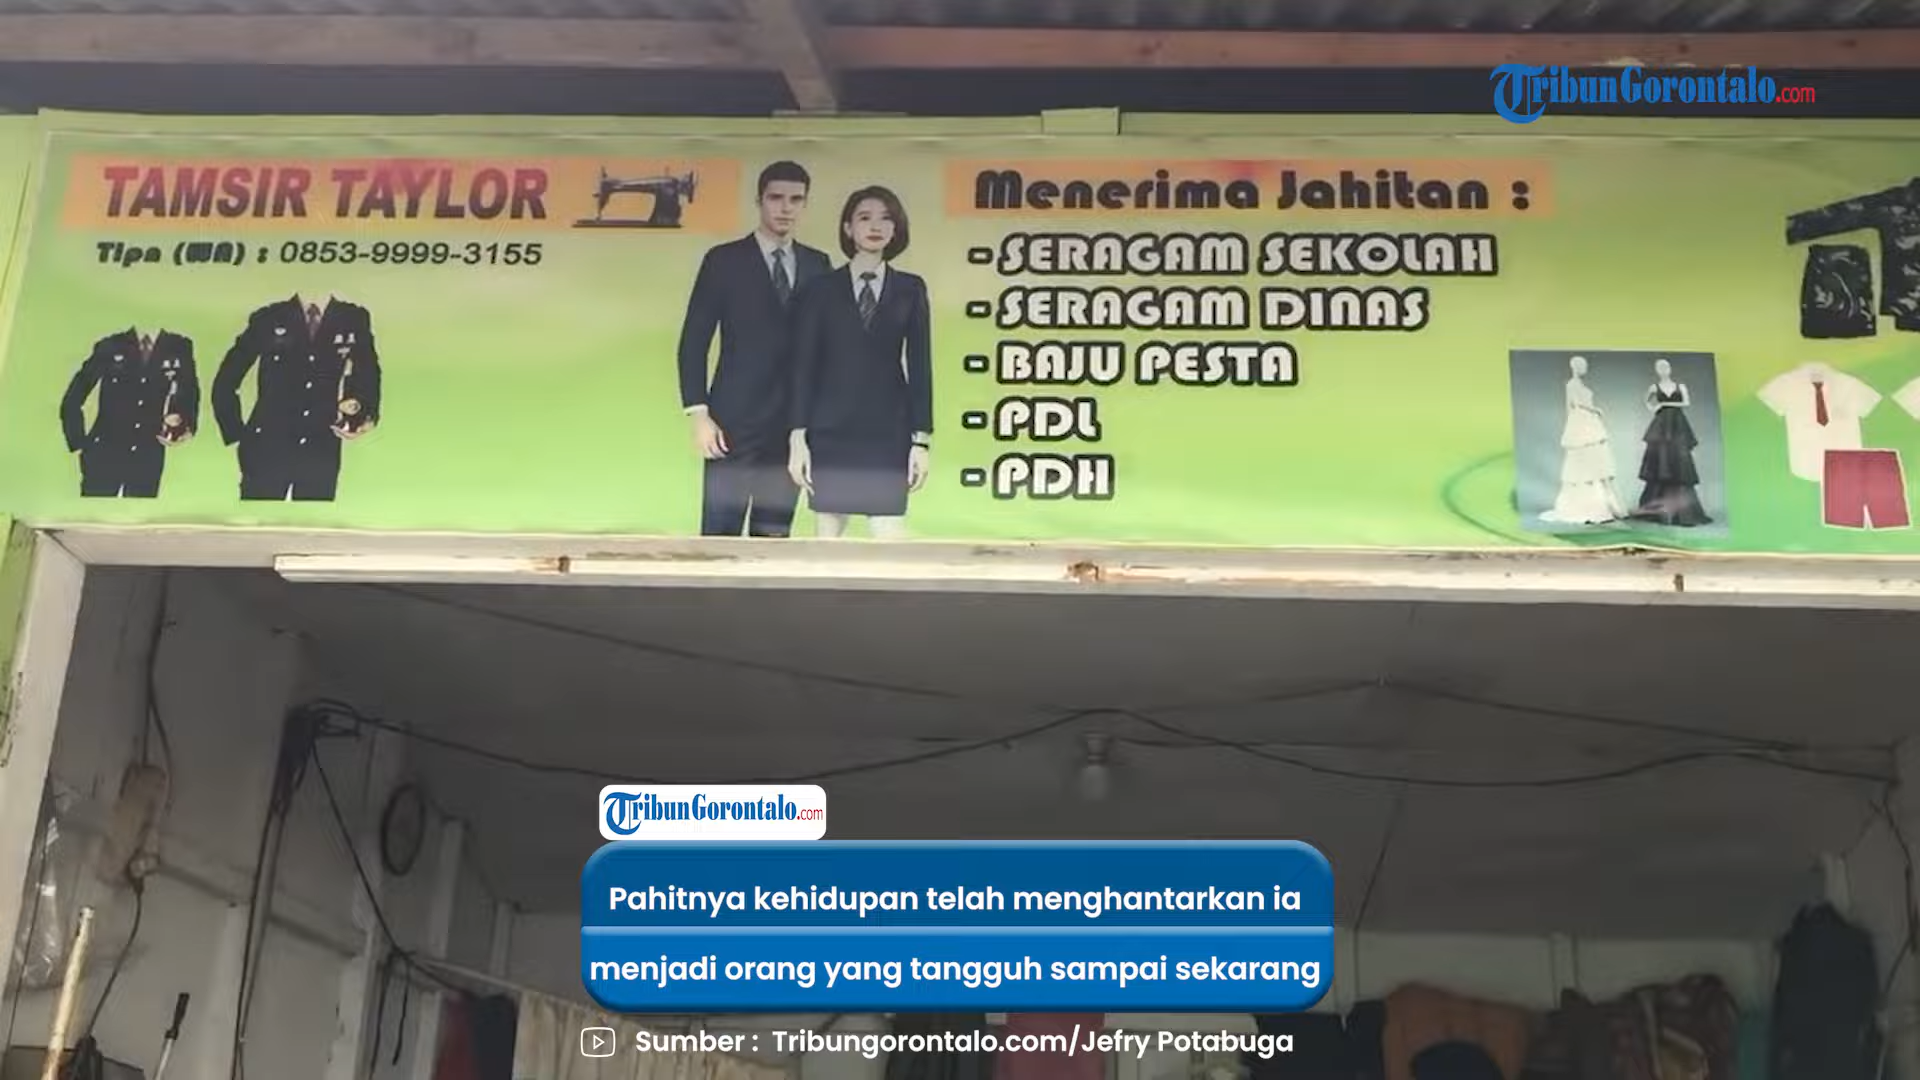 TribunGorontalo.com
TAMSIR TAYLOR
Tlpn (WA) : 0853-9999-3155
Menerima Jahitan :
- SERAGAM SEKOLAH
- SERAGAM DINAS
- BAJU PESTA
- PDL
- PDH
TribunGorontalo.com
Pahitnya kehidupan telah menghantarkan ia
menjadi orang yang tangguh sampai sekarang
Sumber : Tribungorontalo.com/Jefry Potabuga